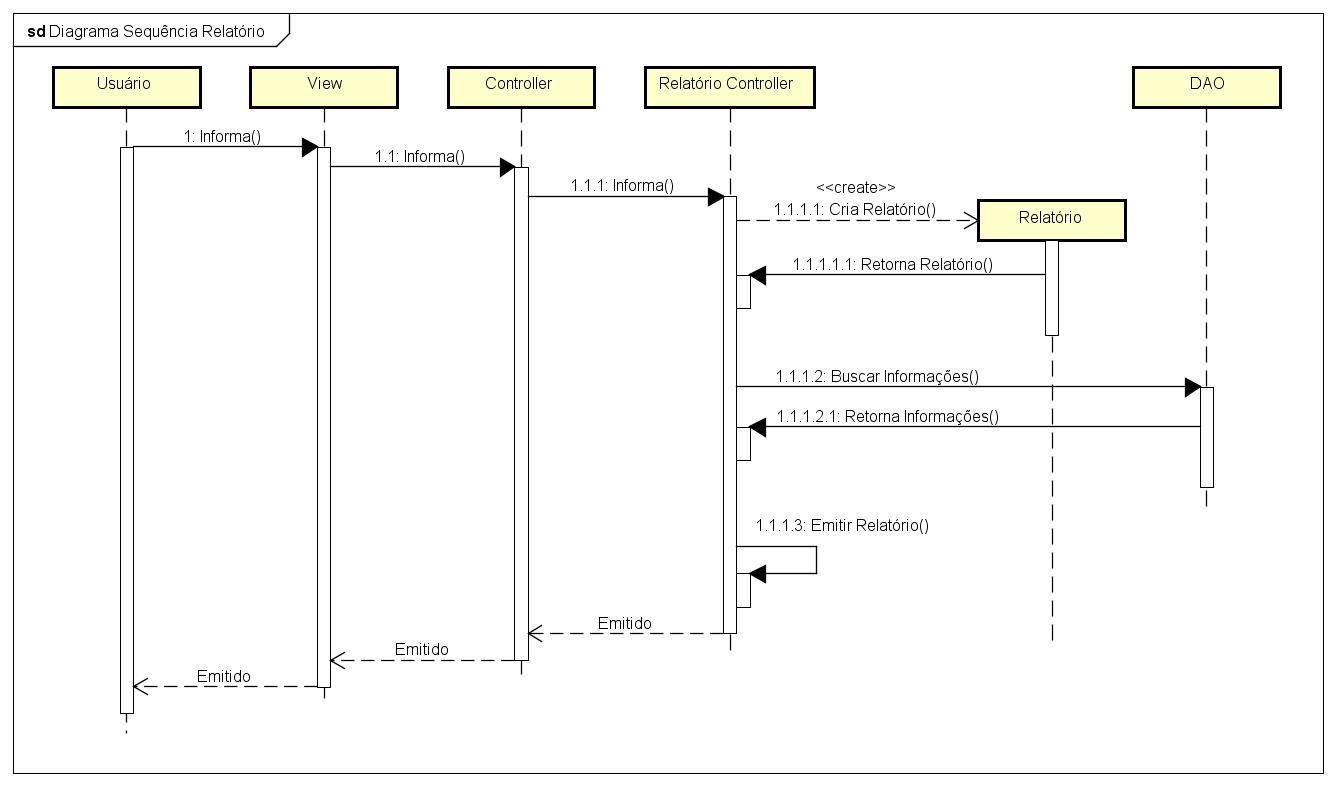 sd Diagrama Sequência Relatório
Usuário
View
Controller
Relatório Controller
DAO
1: Informa()
1.1: Informa()
1.1.1: Informa()
<<create>>
1.1.1.1: Cria Relatório()
Relatório
1.1.1.1.1: Retorna Relatório()
1.1.1.2: Buscar Informações()
1.1.1.2.1: Retorna Informações()
1.1.1.3: Emitir Relatório()
Emitido
Emitido
Emitido